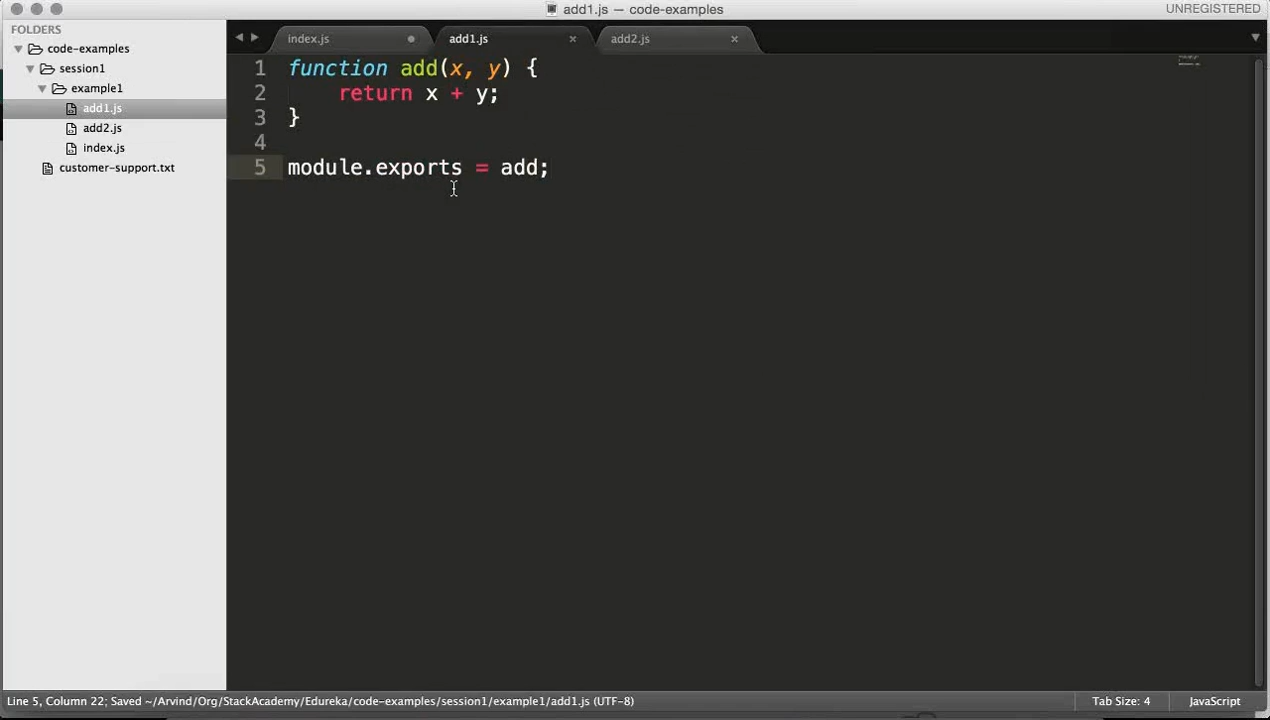 add1.js — code-examples
UNREGISTERED
FOLDERS
code-examples
session1
example1
add1.js
add2.js
index.js
customer-support.txt
index.js
add1.js
add2.js
1 function add(x, y) {
2 return x + y;
3 }
4
5 module.exports = add;
Line 5, Column 22; Saved ~/Arvind/Org/StackAcademy/Edureka/code-examples/session1/example1/add1.js (UTF-8)
Tab Size: 4
JavaScript